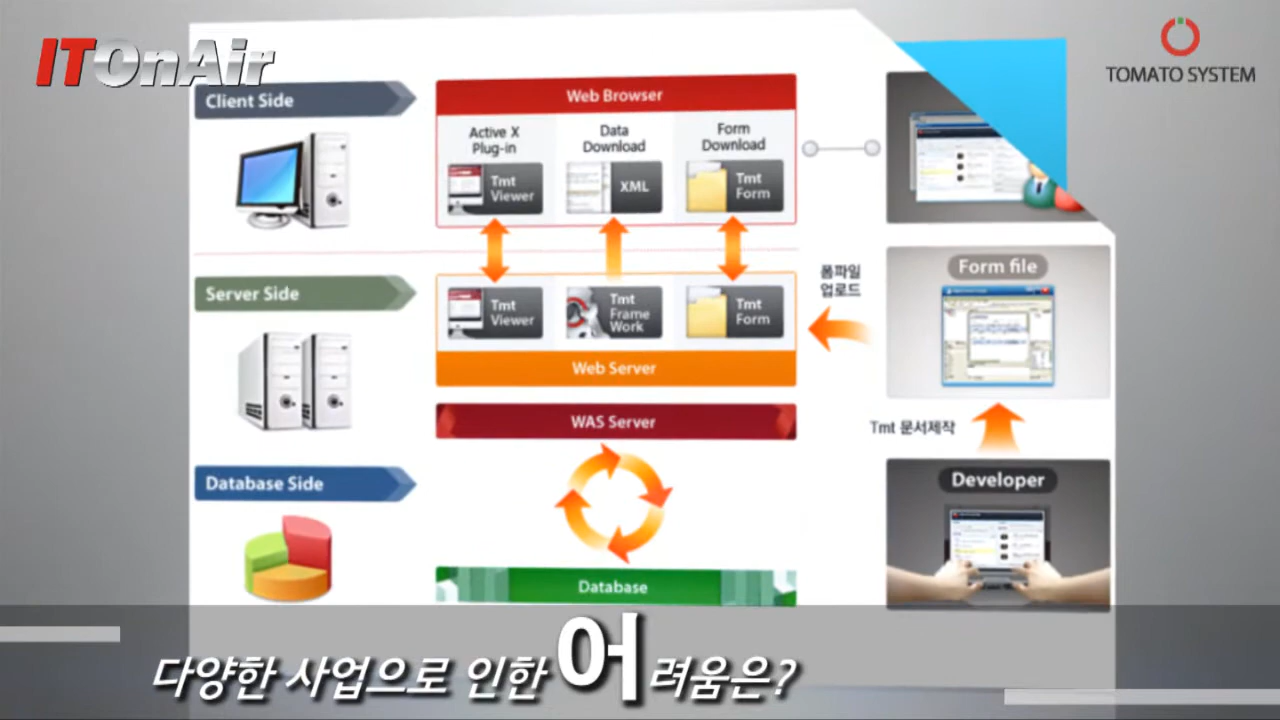 ITOnAir
TOMATO SYSTEM
Client Side
Web Browser
Active X
Plug-in
Data
Download
Form
Download
Tmt
Viewer
XML
Tmt
Form
Server Side
Tmt
Viewer
Tmt
Frame
Work
Tmt
Form
Web Server
폼파일
업로드
Form file
WAS Server
Tmt 문서제작
Database Side
Developer
Database
다양한 사업으로 인한 어려움은?